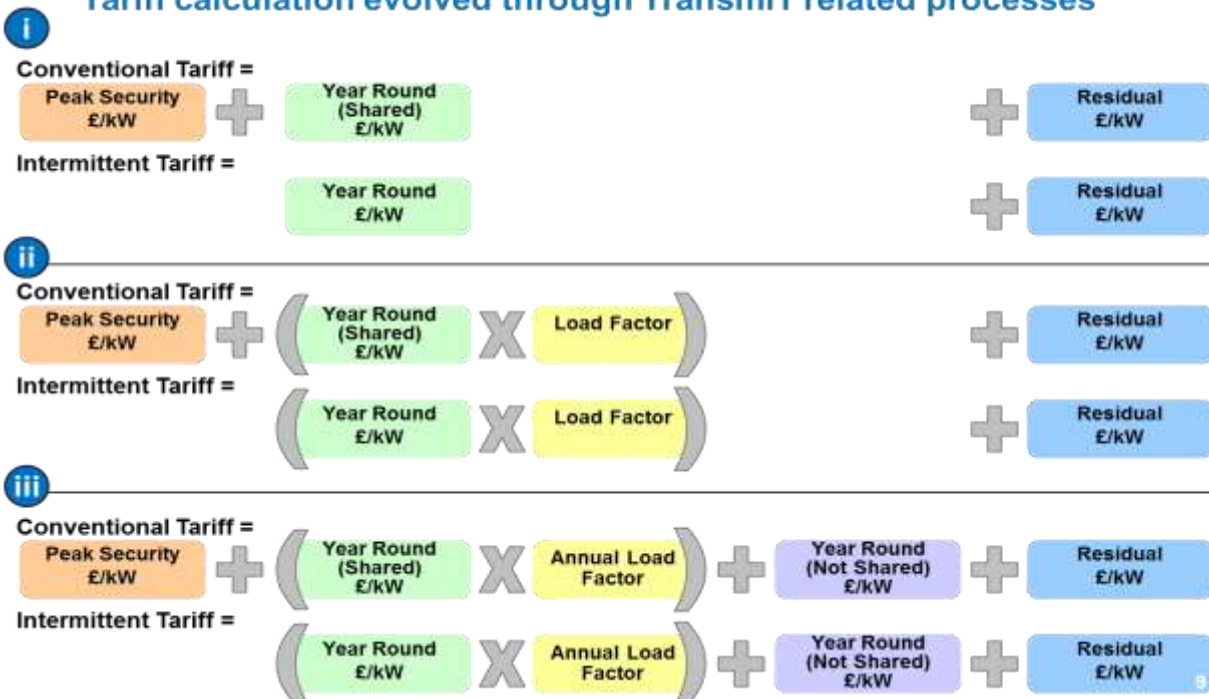 Tariff calculation evolved through TransmiT related processes
i
Conventional Tariff =
Peak Security
£/kW
+
Year Round
(Shared)
£/kW
+
Residual
£/kW
Intermittent Tariff =
Year Round
£/kW
+
Residual
£/kW
ii
Conventional Tariff =
Peak Security
£/kW
+
(
Year Round
(Shared)
£/kW
X
Load Factor
)
+
Residual
£/kW
Intermittent Tariff =
(
Year Round
£/kW
X
Load Factor
)
+
Residual
£/kW
iii
Conventional Tariff =
Peak Security
£/kW
+
(
Year Round
(Shared)
£/kW
X
Annual Load
Factor
)
+
Year Round
(Not Shared)
£/kW
+
Residual
£/kW
Intermittent Tariff =
(
Year Round
£/kW
X
Annual Load
Factor
)
+
Year Round
(Not Shared)
£/kW
+
Residual
£/kW
9